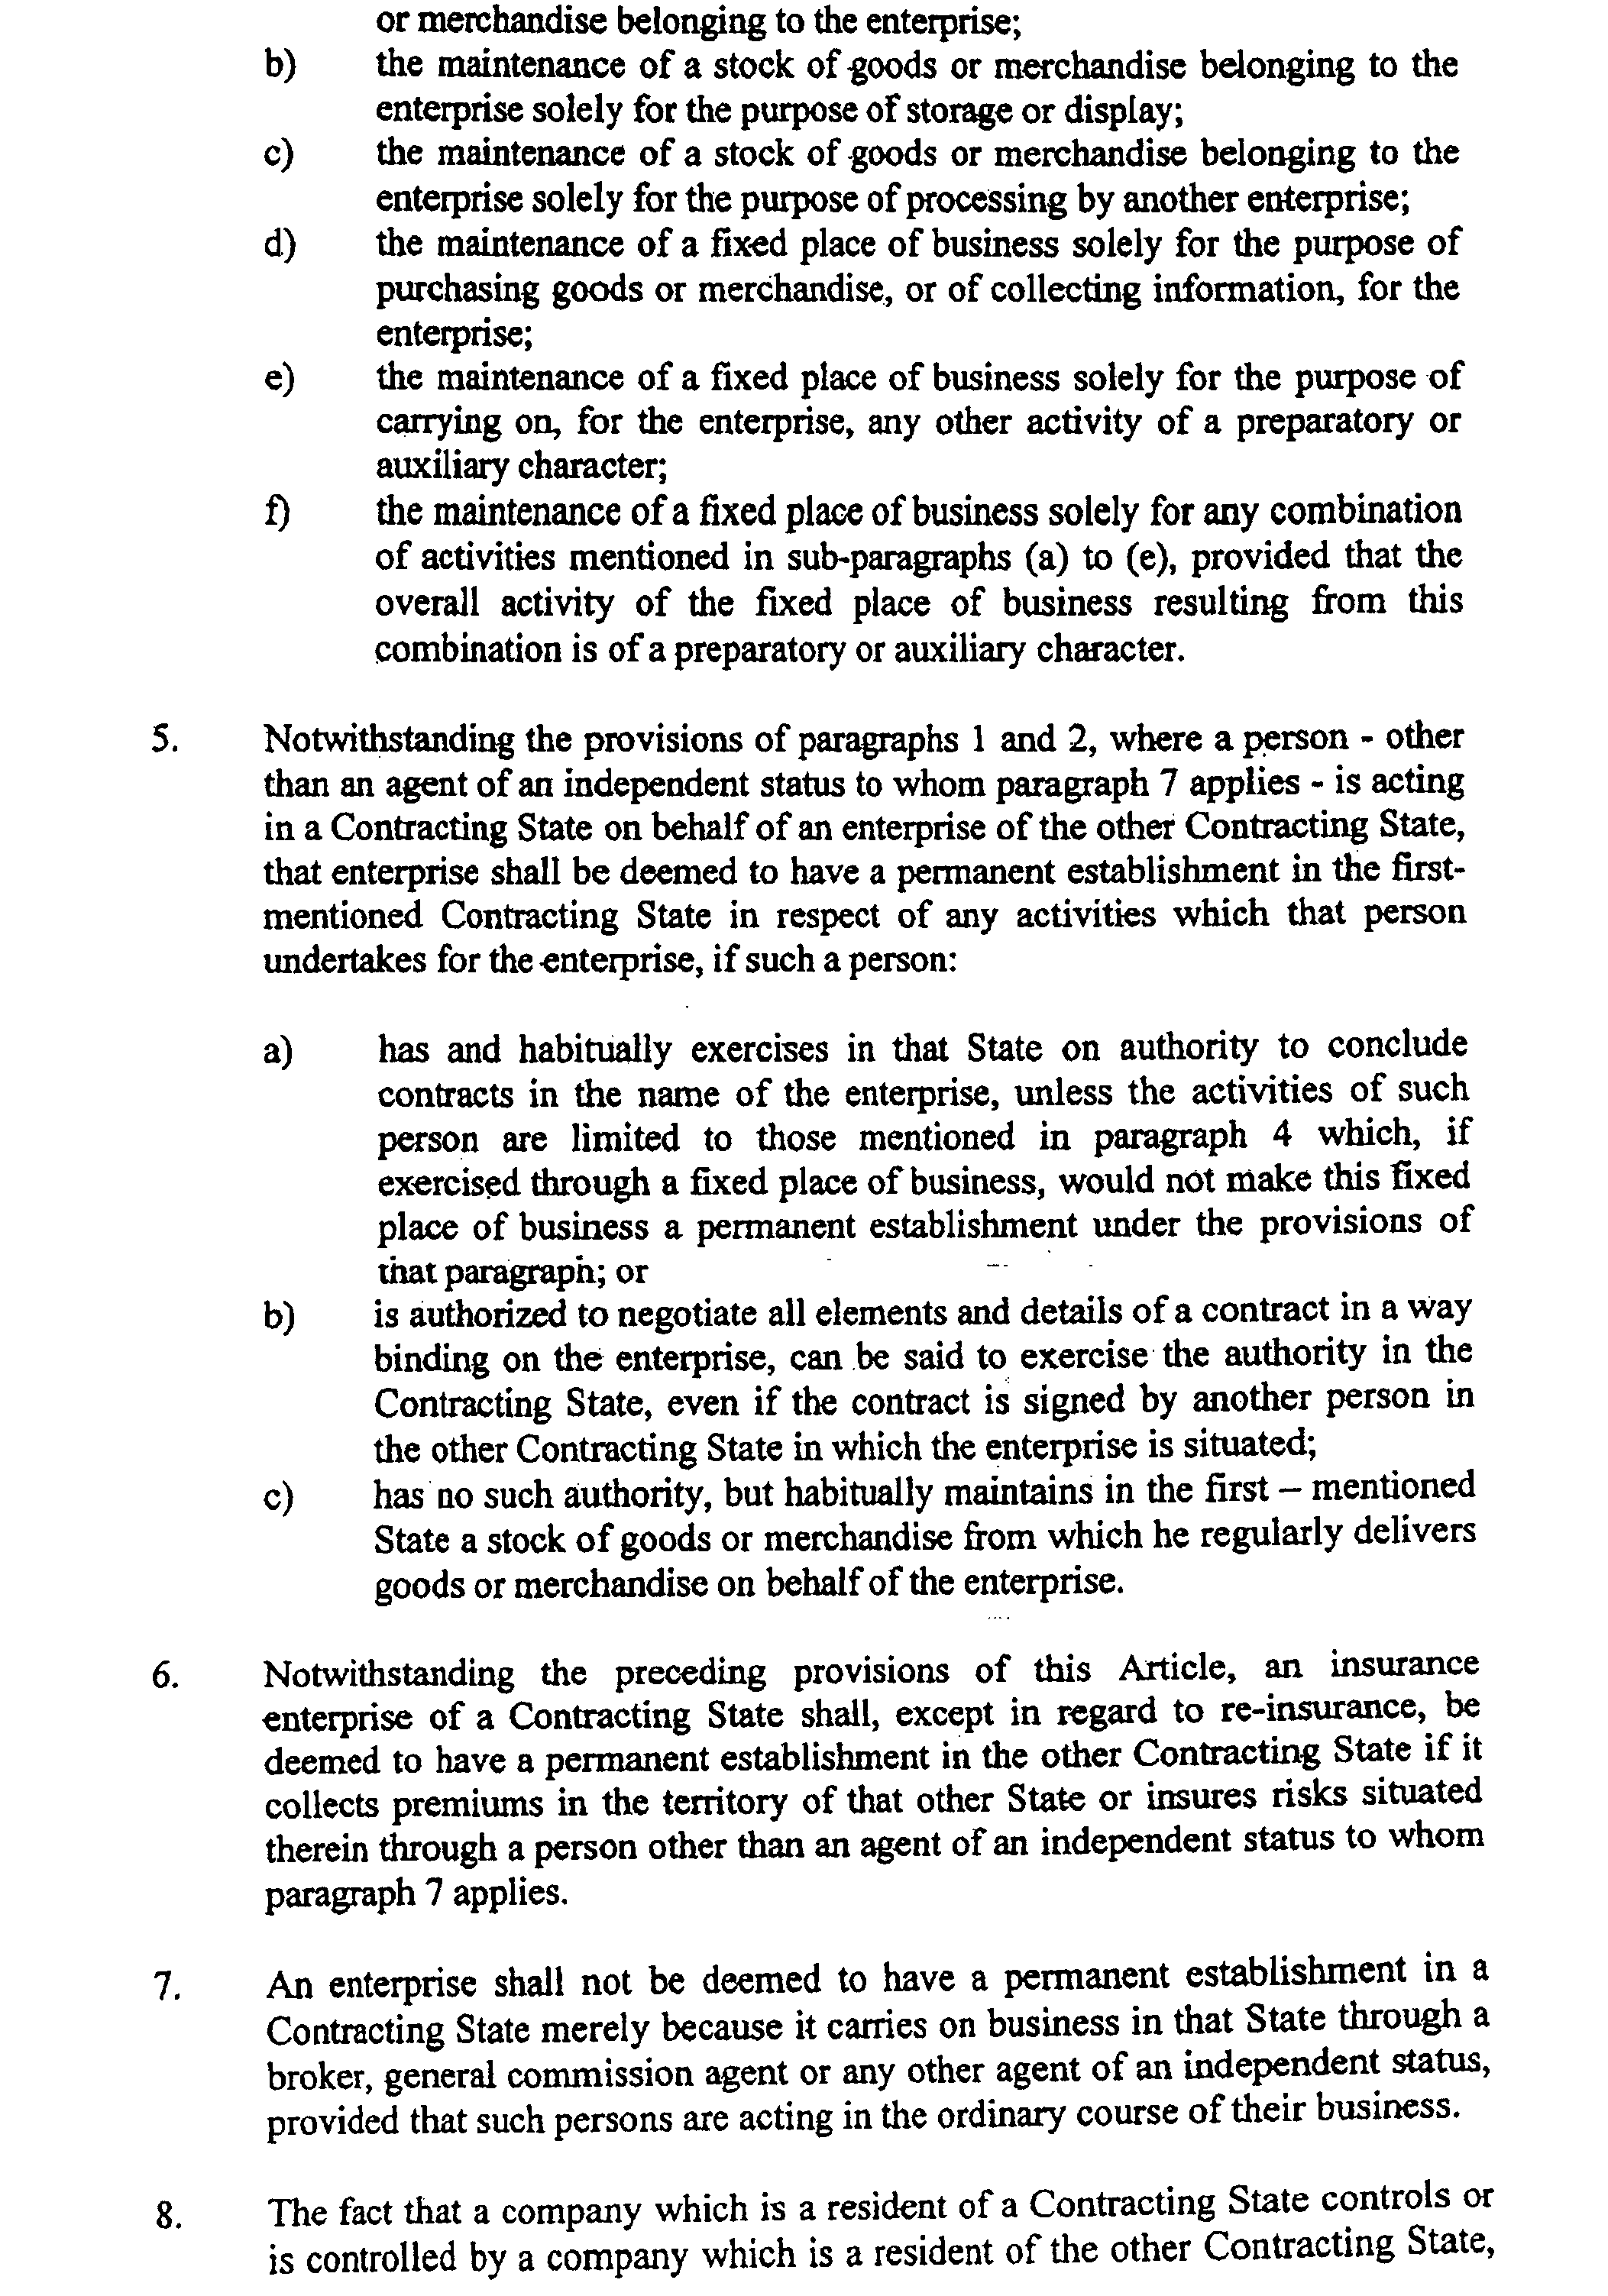 or merchandise belonging to the enterprise;
b) the maintenance of a stock of goods or merchandise belonging to the
enterprise solely for the purpose of storage or display;
c) the maintenance of a stock of goods or merchandise belonging to the
enterprise solely for the purpose of processing by another enterprise;
d) the maintenance of a fixed place of business solely for the purpose of
purchasing goods or merchandise, or of collecting information, for the
enterprise;
e) the maintenance of a fixed place of business solely for the purpose of
carrying on, for the enterprise, any other activity of a preparatory or
auxiliary character;
f) the maintenance of a fixed place of business solely for any combination
of activities mentioned in sub-paragraphs (a) to (e), provided that the
overall activity of the fixed place of business resulting from this
combination is of a preparatory or auxiliary character.
5. Notwithstanding the provisions of paragraphs 1 and 2, where a person - other
than an agent of an independent status to whom paragraph 7 applies - is acting
in a Contracting State on behalf of an enterprise of the other Contracting State,
that enterprise shall be deemed to have a permanent establishment in the first-
mentioned Contracting State in respect of any activities which that person
undertakes for the enterprise, if such a person:
a) has and habitually exercises in that State on authority to conclude
contracts in the name of the enterprise, unless the activities of such
person are limited to those mentioned in paragraph 4 which, if
exercised through a fixed place of business, would not make this fixed
place of business a permanent establishment under the provisions of
that paragraph; or
b) is authorized to negotiate all elements and details of a contract in a way
binding on the enterprise, can be said to exercise the authority in the
Contracting State, even if the contract is signed by another person in
the other Contracting State in which the enterprise is situated;
c) has no such authority, but habitually maintains in the first – mentioned
State a stock of goods or merchandise from which he regularly delivers
goods or merchandise on behalf of the enterprise.
6. Notwithstanding the preceding provisions of this Article, an insurance
enterprise of a Contracting State shall, except in regard to re-insurance, be
deemed to have a permanent establishment in the other Contracting State if it
collects premiums in the territory of that other State or insures risks situated
therein through a person other than an agent of an independent status to whom
paragraph 7 applies.
7. An enterprise shall not be deemed to have a permanent establishment in a
Contracting State merely because it carries on business in that State through a
broker, general commission agent or any other agent of an independent status,
provided that such persons are acting in the ordinary course of their business.
8. The fact that a company which is a resident of a Contracting State controls or
is controlled by a company which is a resident of the other Contracting State,